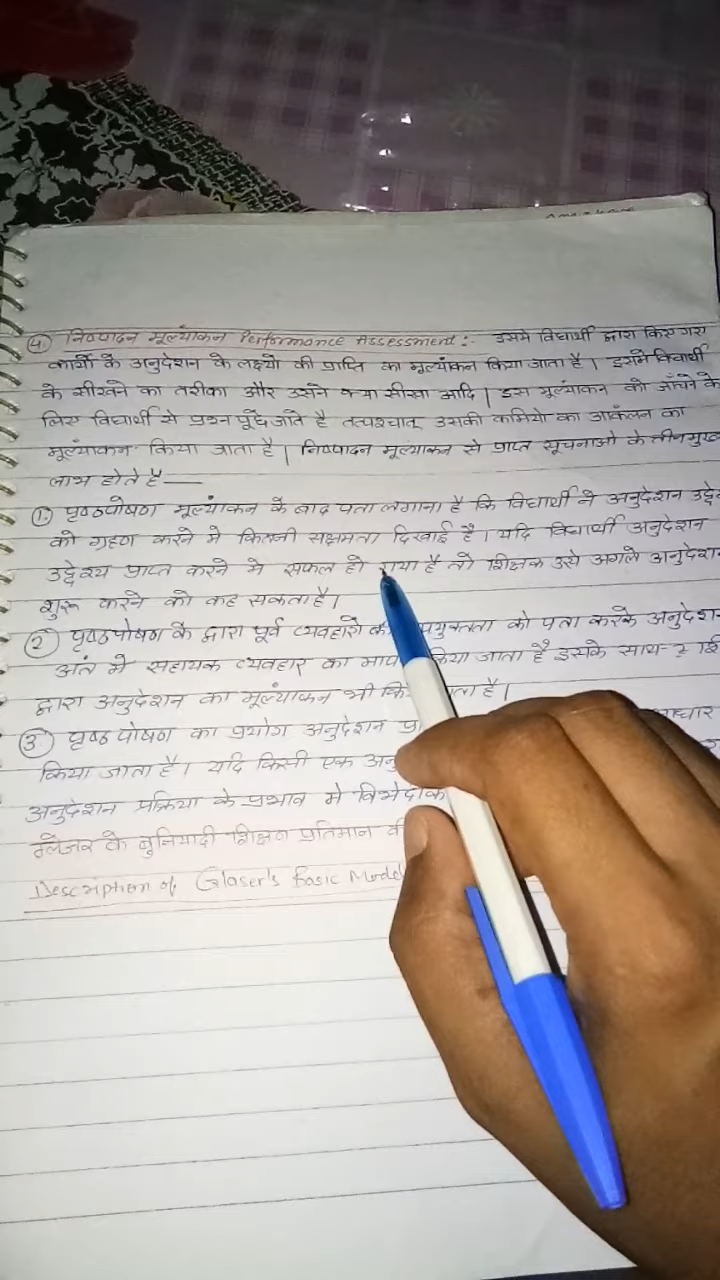 ④ निष्पादन मूल्यांकन Performance Assessment:- उसमे विद्यार्थी द्वारा किए गए
कार्यो के अनुदेशन के लक्ष्यो की प्राप्ति का मूल्यांकन किया जाता है। इसमे विद्यार्थी
के सीखने का तरीका और उसने क्या सीखा आदि। इस मूल्यांकन को जाँचने के
लिए विद्यार्थी से प्रश्न पूछे जाते है तत्पश्चात् उसकी कमियो का आकलन का
मूल्यांकन किया जाता है। निष्पादन मूल्यांकन से प्राप्त सूचनाओ के तीन मुख्य
लाभ होते है —
① पृष्ठपोषण मूल्यांकन के बाद पता लगाना है कि विद्यार्थी ने अनुदेशन उद्देश्य
को ग्रहण करने मे कितनी सक्षमता दिखाई है। यदि विद्यार्थी अनुदेशन
उद्देश्य प्राप्त करने मे सफल हो गया है तो शिक्षक उसे अगले अनुदेशन
शुरू करने को कह सकता है।
② पृष्ठपोषण के द्वारा पूर्व व्यवहारो की उपयुक्तता को पता करके अनुदेशन
अंत मे सहायक व्यवहार का माप किया जाता है इसके साथ-२
द्वारा अनुदेशन का मूल्यांकन भी किया जाता है।
③ पृष्ठपोषण का प्रयोग अनुदेशन
किया जाता है। यदि किसी एक
अनुदेशन प्रक्रिया के प्रभाव मे
ग्लेजर के बुनियादी शिक्षण प्रतिमान
Description of Glaser's Basic Model